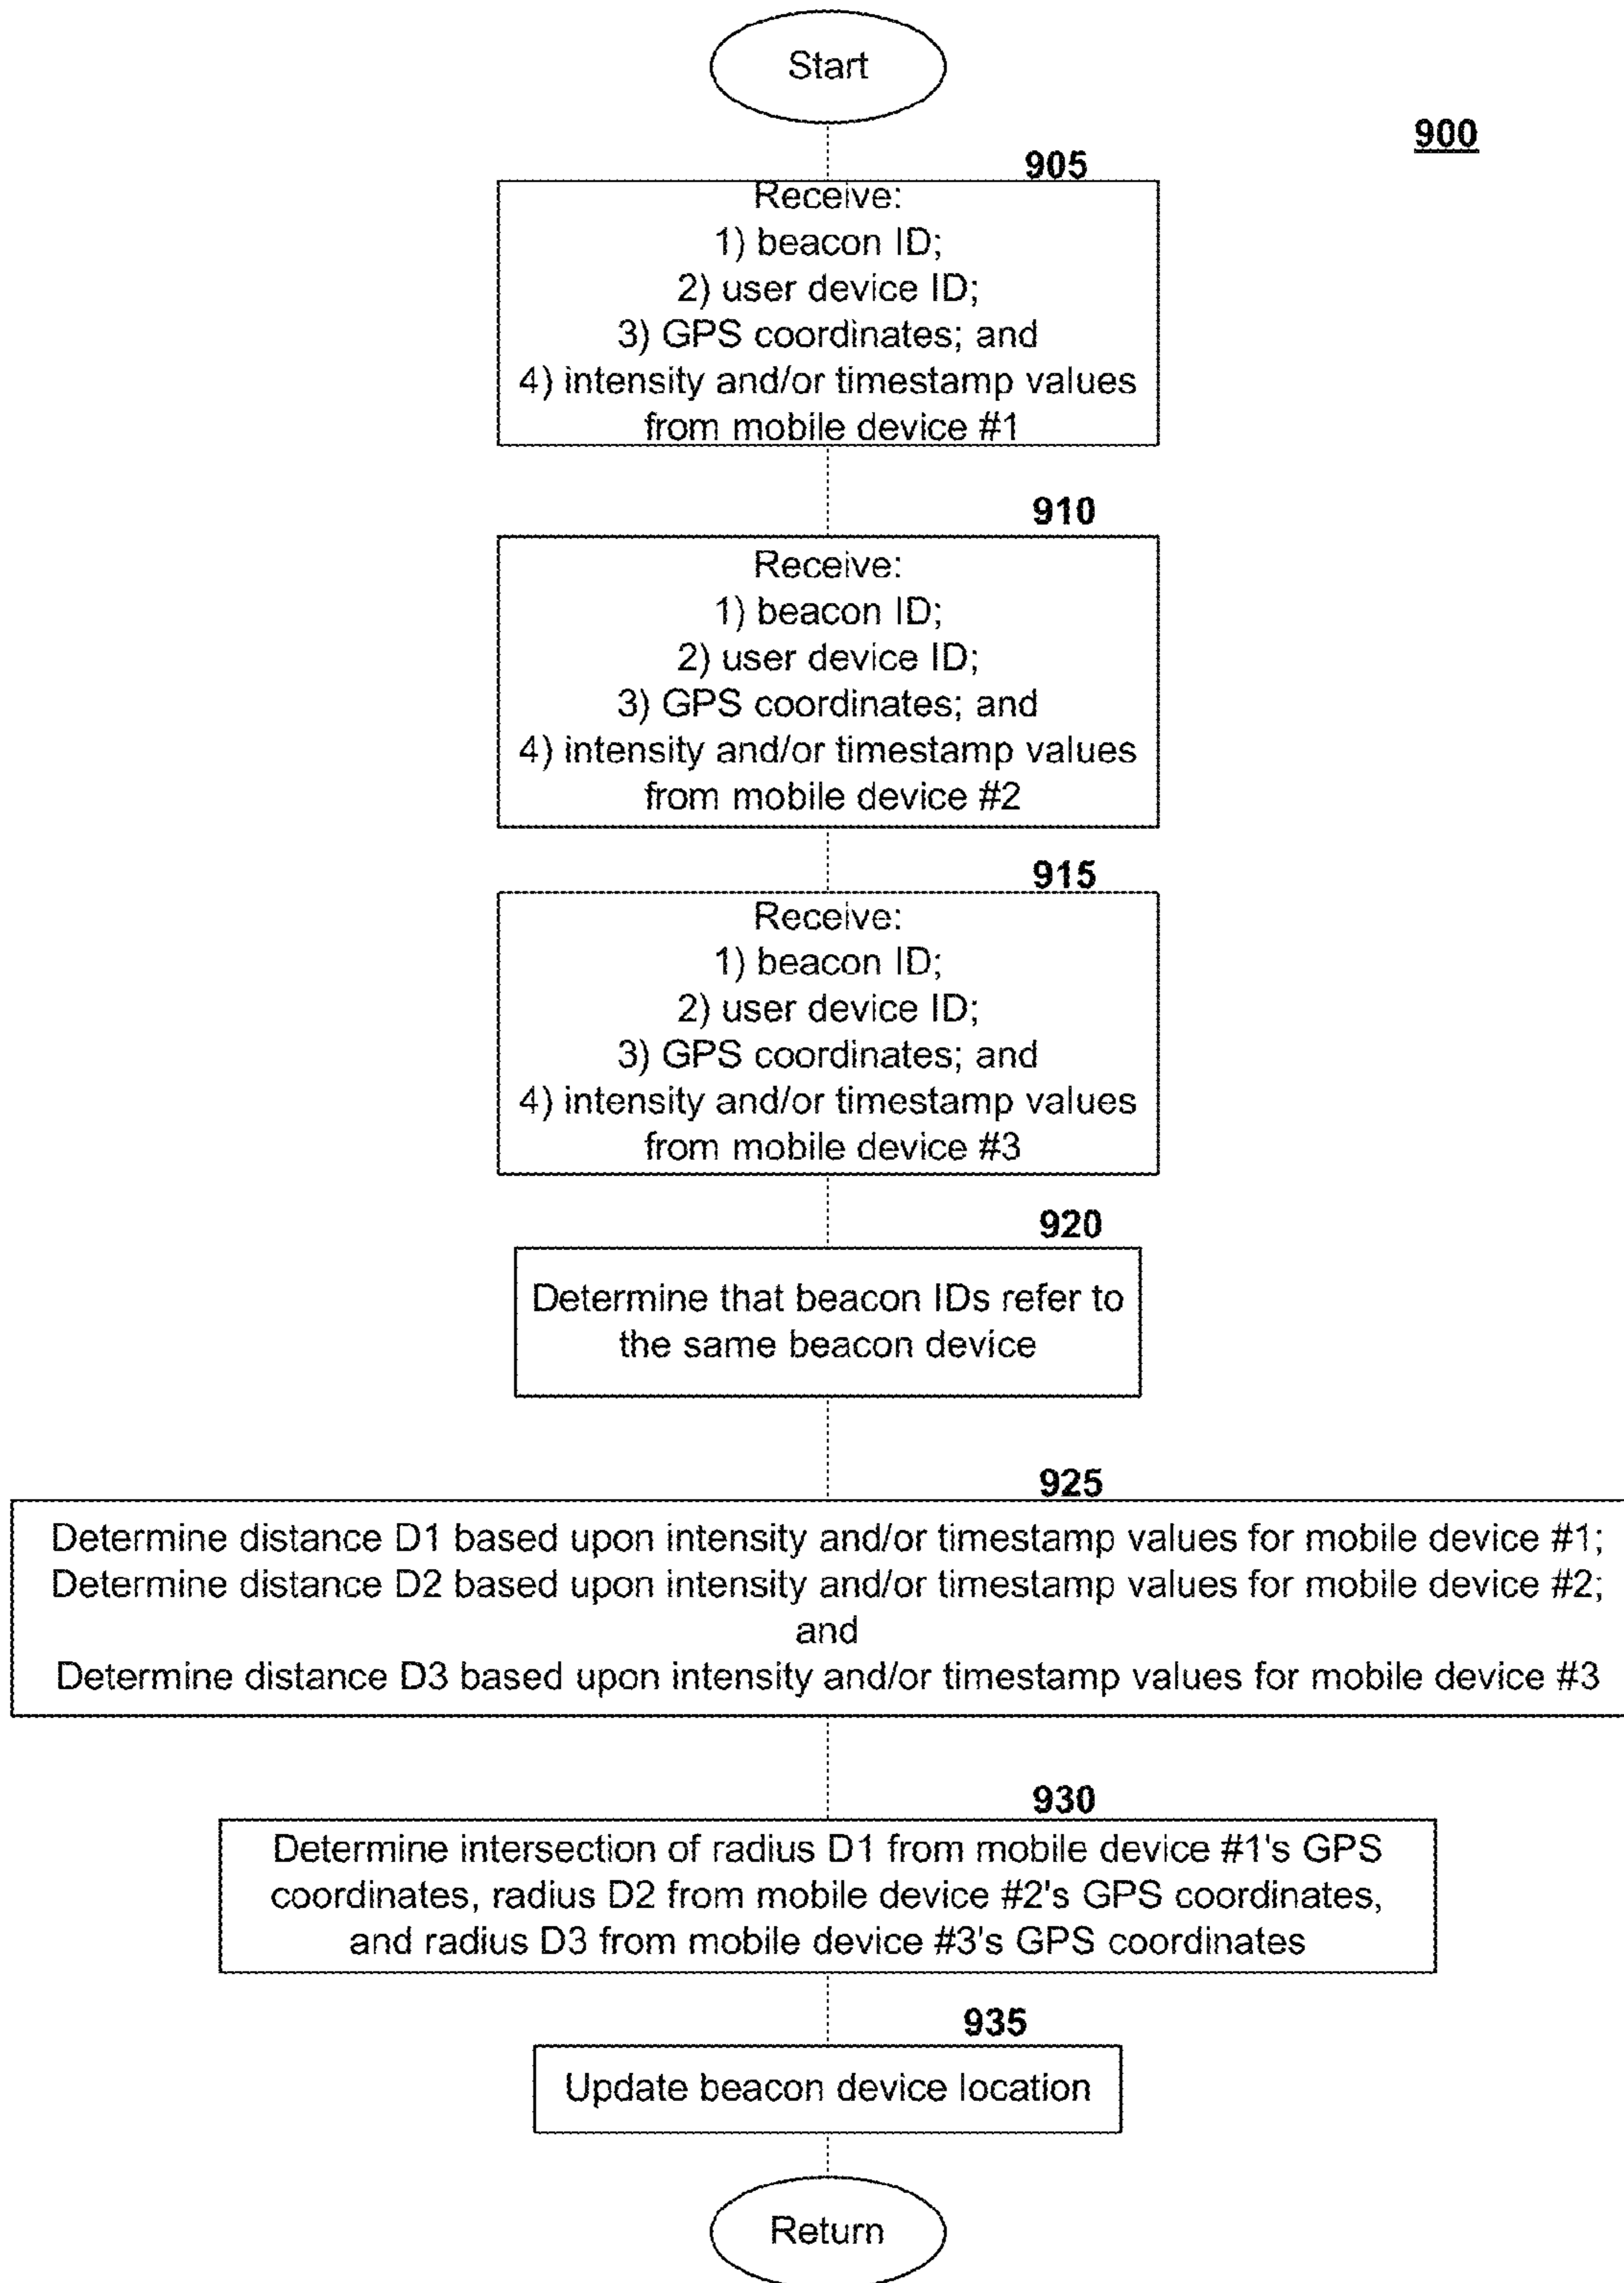 Start
900
905
Receive:
1) beacon ID;
2) user device ID;
3) GPS coordinates; and
4) intensity and/or timestamp values
from mobile device #1
910
Receive:
1) beacon ID;
2) user device ID;
3) GPS coordinates; and
4) intensity and/or timestamp values
from mobile device #2
915
Receive:
1) beacon ID;
2) user device ID;
3) GPS coordinates; and
4) intensity and/or timestamp values
from mobile device #3
920
Determine that beacon IDs refer to
the same beacon device
925
Determine distance D1 based upon intensity and/or timestamp values for mobile device #1;
Determine distance D2 based upon intensity and/or timestamp values for mobile device #2;
and
Determine distance D3 based upon intensity and/or timestamp values for mobile device #3
930
Determine intersection of radius D1 from mobile device #1's GPS
coordinates, radius D2 from mobile device #2's GPS coordinates,
and radius D3 from mobile device #3's GPS coordinates
935
Update beacon device location
Return